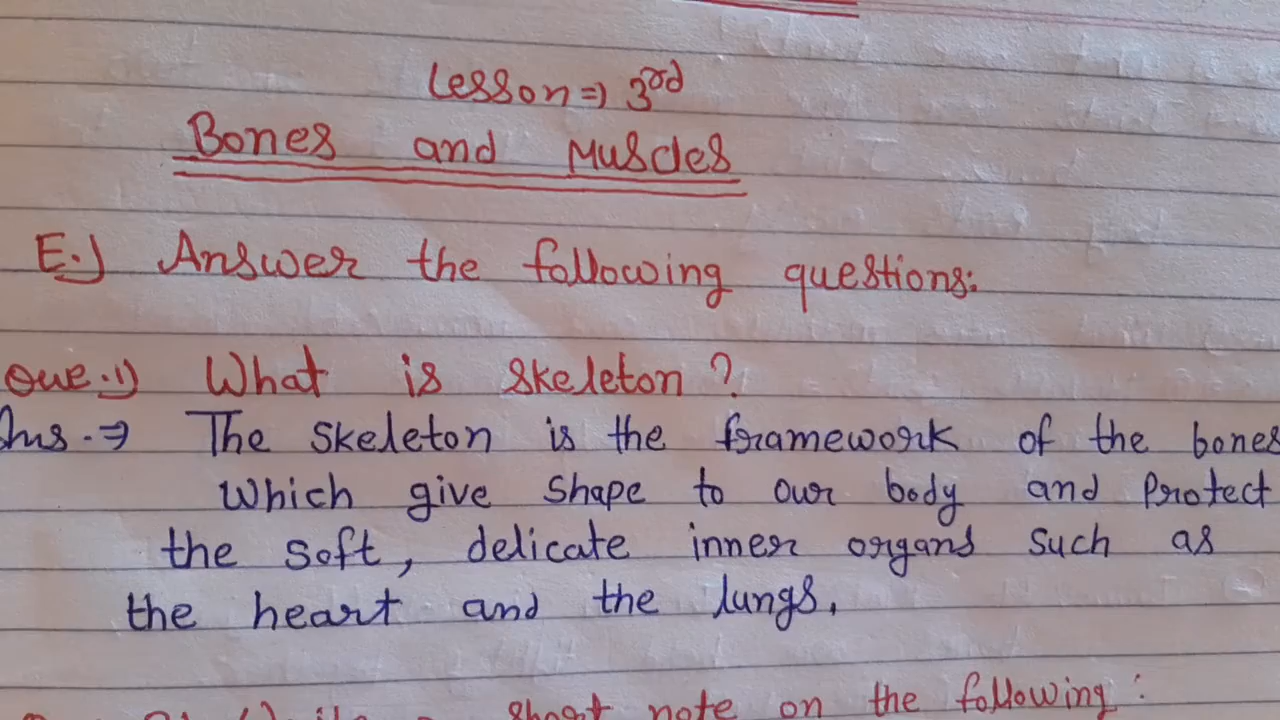 Lesson ⇒ 3rd
Bones and Muscles
E.) Answer the following questions:
Que.1) What is skeleton?
Ans.⇒ The skeleton is the framework of the bones
which give shape to our body and Protect
the soft, delicate inner organs such as
the heart and the lungs.
short note on the following: